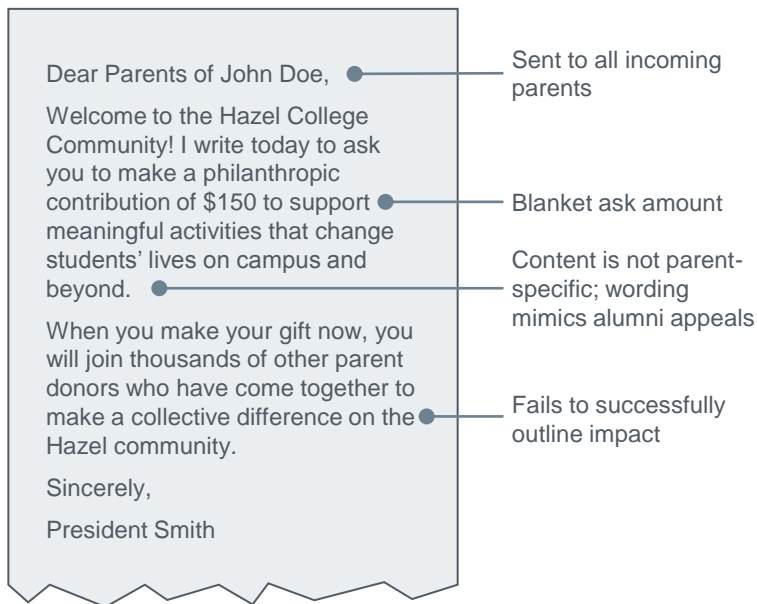 Dear Parents of John Doe,
Welcome to the Hazel College
Community! I write today to ask
you to make a philanthropic
contribution of $150 to support
meaningful activities that change
students’ lives on campus and
beyond.
When you make your gift now, you
will join thousands of other parent
donors who have come together to
make a collective difference on the
Hazel community.
Sincerely,
President Smith
Sent to all incoming
parents
Blanket ask amount
Content is not parent-
specific; wording
mimics alumni appeals
Fails to successfully
outline impact